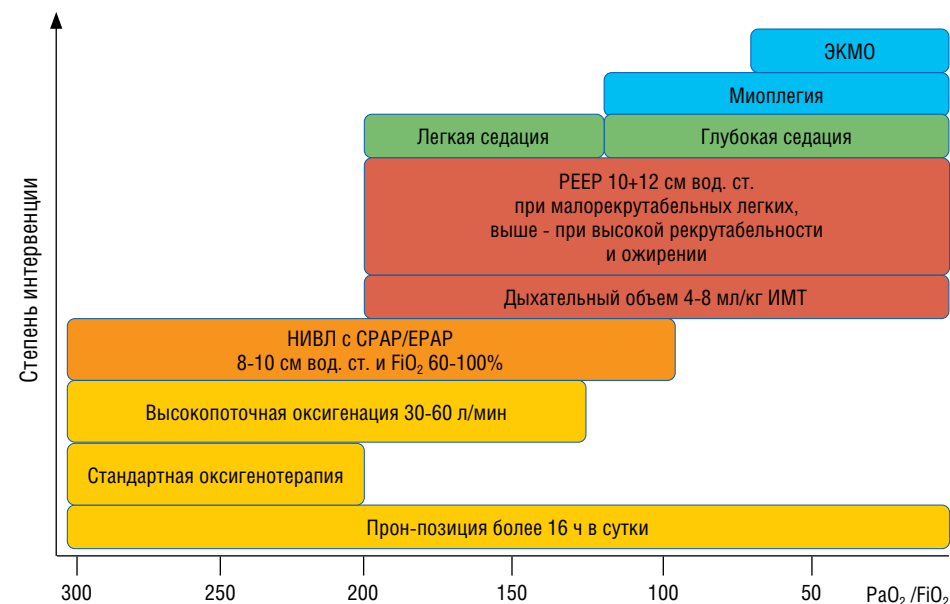 Степень интервенции
ЭКМО
Миоплегия
Легкая седация
Глубокая седация
PEEP 10+12 см вод. ст.
при малорекрутабельных легких,
выше - при высокой рекрутабельности
и ожирении
Дыхательный объем 4-8 мл/кг ИМТ
НИВЛ с CPAP/EPAP
8-10 см вод. ст. и FiO₂ 60-100%
Высокопоточная оксигенация 30-60 л/мин
Стандартная оксигенотерапия
Прон-позиция более 16 ч в сутки
300 250 200 150 100 50 PaO₂ /FiO₂